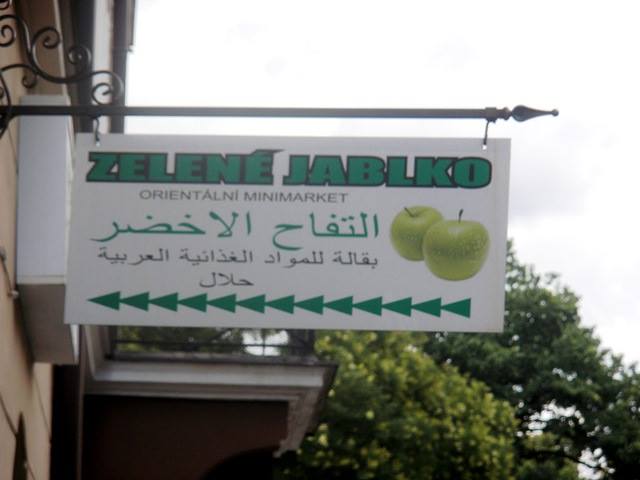 ZELENÉ JABLKO
ORIENTÁLNÍ MINIMARKET
التفاح الاخضر
بقالة للمواد الغذائية العربية
حلال